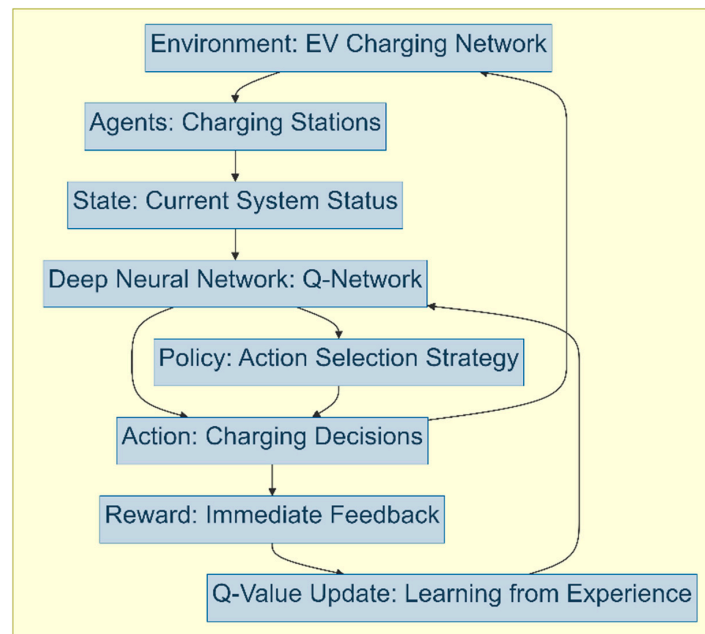 Environment: EV Charging Network
Agents: Charging Stations
State: Current System Status
Deep Neural Network: Q-Network
Policy: Action Selection Strategy
Action: Charging Decisions
Reward: Immediate Feedback
Q-Value Update: Learning from Experience